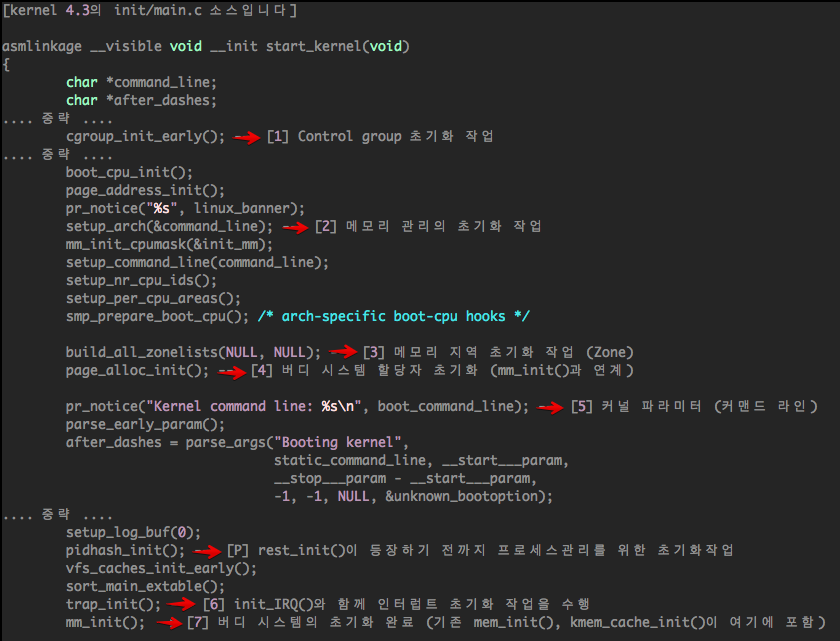 [kernel 4.3의 init/main.c 소스입니다]
asmlinkage __visible void __init start_kernel(void)
{
char *command_line;
char *after_dashes;
.... 중략 ....
cgroup_init_early(); [1] Control group 초기화 작업
.... 중략 ....
boot_cpu_init();
page_address_init();
pr_notice("%s", linux_banner);
setup_arch(&command_line); [2] 메모리 관리의 초기화 작업
mm_init_cpumask(&init_mm);
setup_command_line(command_line);
setup_nr_cpu_ids();
setup_per_cpu_areas();
smp_prepare_boot_cpu(); /* arch-specific boot-cpu hooks */
build_all_zonelists(NULL, NULL); [3] 메모리 지역 초기화 작업 (Zone)
page_alloc_init(); [4] 버디 시스템 할당자 초기화 (mm_init()과 연계)
pr_notice("Kernel command line: %s\n", boot_command_line); [5] 커널 파라미터 (커맨드 라인)
parse_early_param();
after_dashes = parse_args("Booting kernel",
static_command_line, __start___param,
__stop___param - __start___param,
-1, -1, NULL, &unknown_bootoption);
.... 중략 ....
setup_log_buf(0);
pidhash_init(); [P] rest_init()이 등장하기 전까지 프로세스관리를 위한 초기화작업
vfs_caches_init_early();
sort_main_extable();
trap_init(); [6] init_IRQ()와 함께 인터럽트 초기화 작업을 수행
mm_init(); [7] 버디 시스템의 초기화 완료 (기존 mem_init(), kmem_cache_init()이 여기에 포함)